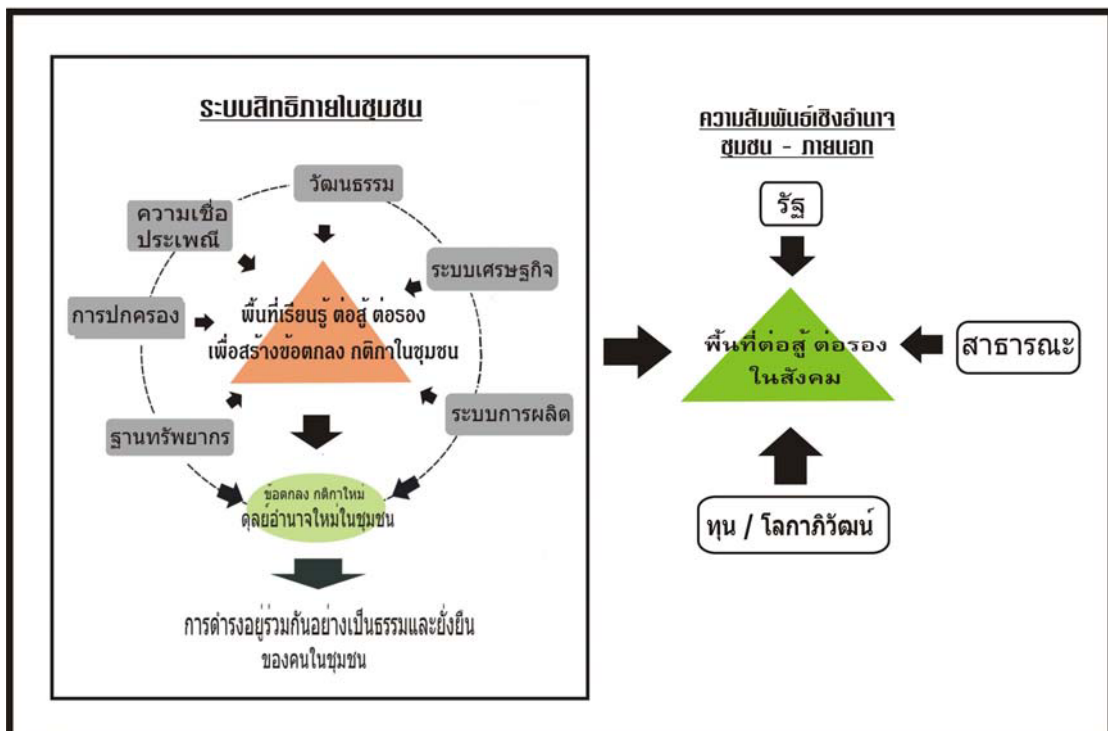 ระบบสิทธิภายในชุมชน
วัฒนธรรม
ความเชื่อ
ประเพณี
ระบบเศรษฐกิจ
การปกครอง
พื้นที่เรียนรู้ ต่อสู้ ต่อรอง
เพื่อสร้างข้อตกลง กติกาในชุมชน
ฐานทรัพยากร
ระบบการผลิต
ข้อตกลง กติกาใหม่
ดุลย์อำนาจใหม่ในชุมชน
การดำรงอยู่ร่วมกันอย่างเป็นธรรมและยั่งยืน
ของคนในชุมชน
ความสัมพันธ์เชิงอำนาจ
ชุมชน - ภายนอก
รัฐ
พื้นที่ต่อสู้ ต่อรอง
ในสังคม
สาธารณะ
ทุน / โลกาภิวัฒน์